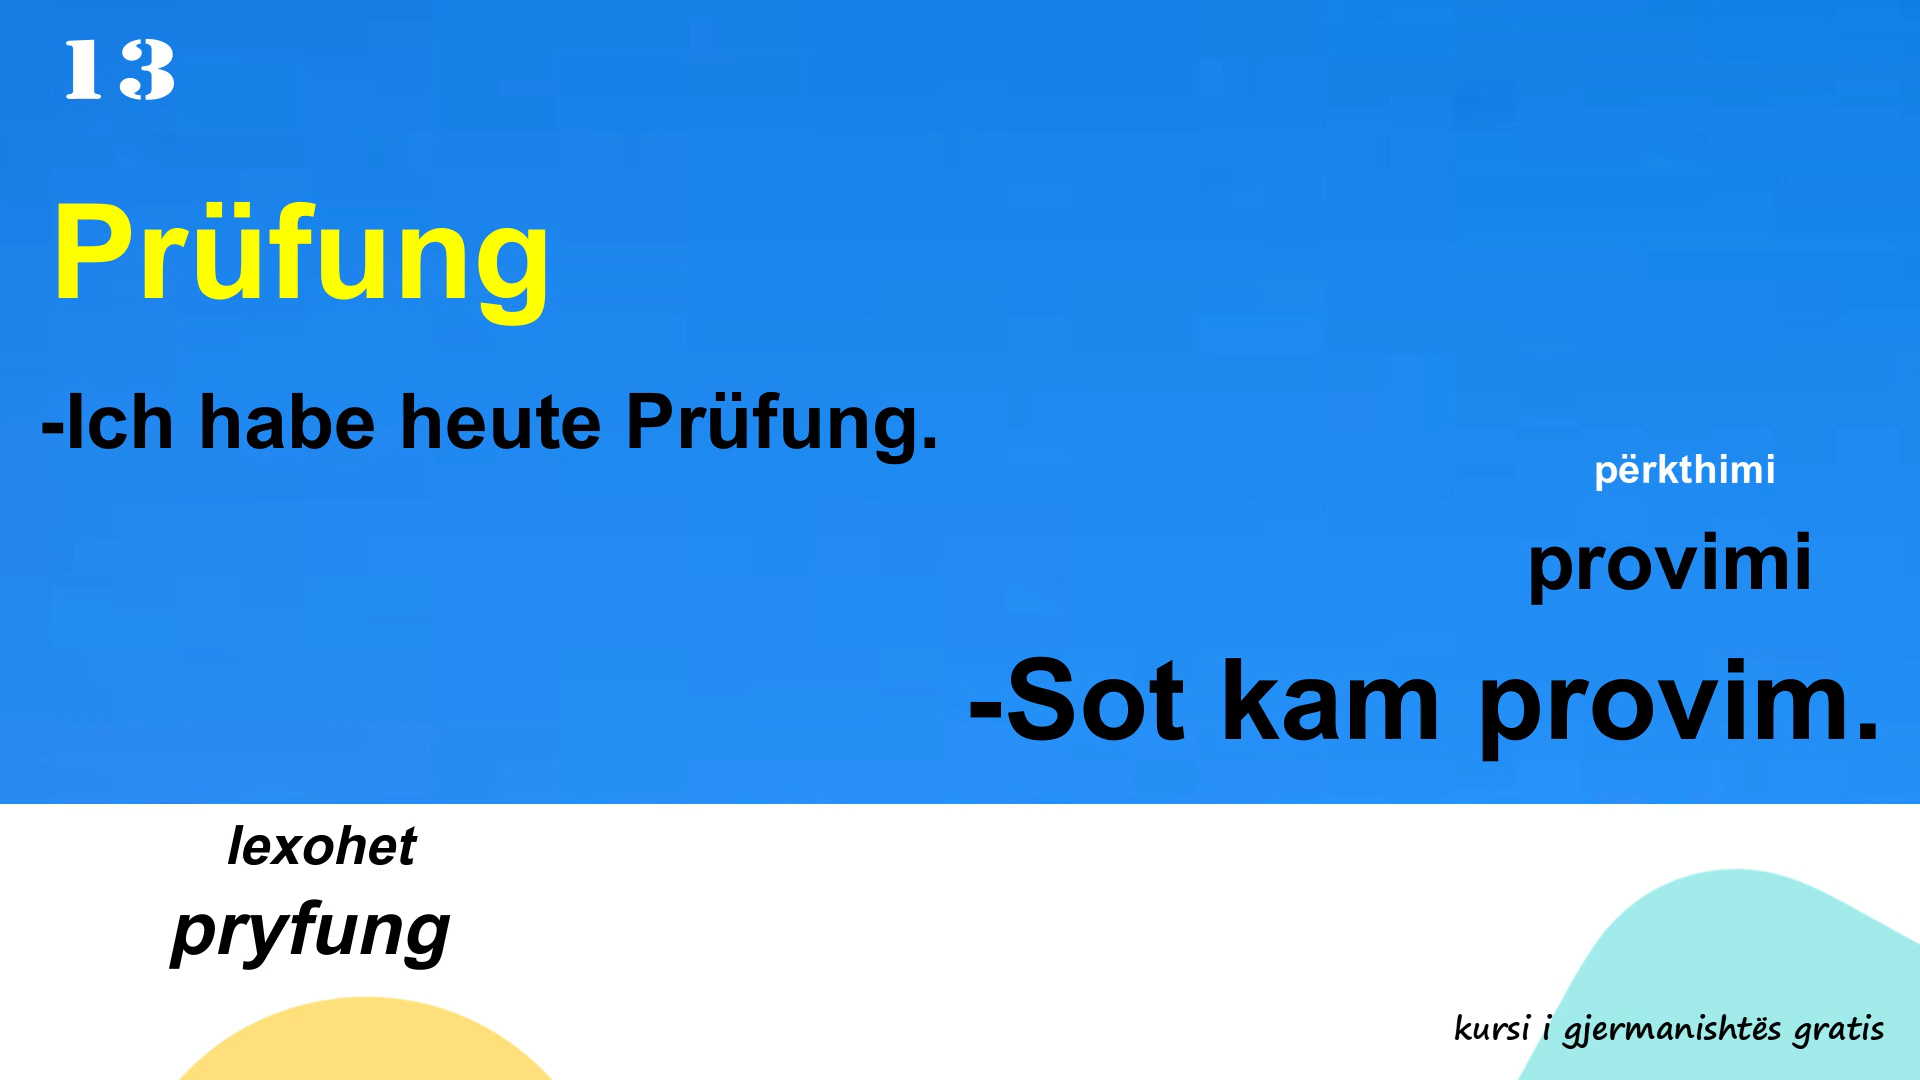 13
Prüfung
-Ich habe heute Prüfung.
përkthimi
provimi
-Sot kam provim.
lexohet
pryfung
kursi i gjermanishtës gratis